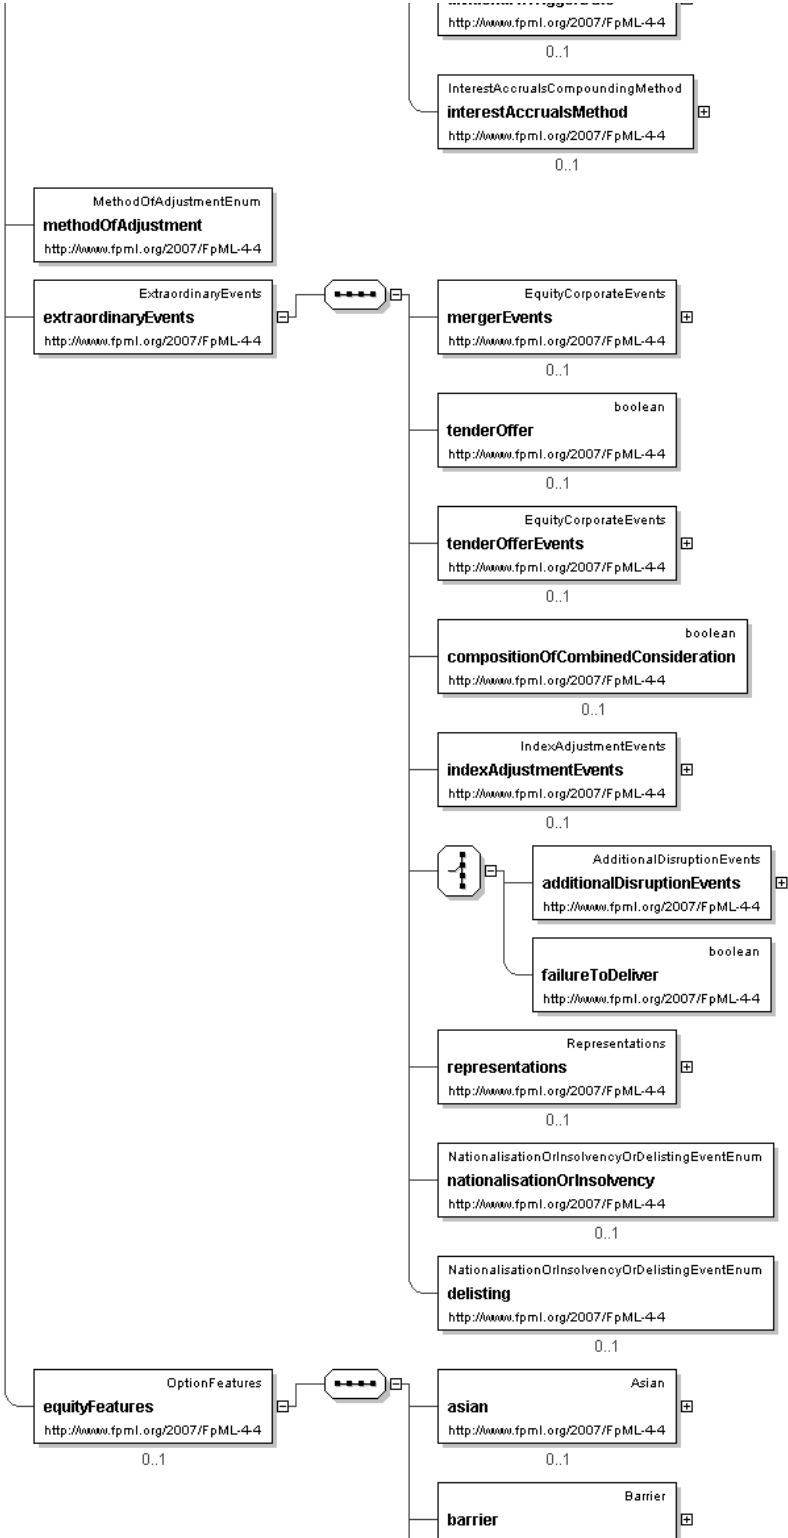 http://www.fpml.org/2007/FpML-4-4
0..1
InterestAccrualsCompoundingMethod
interestAccrualsMethod
http://www.fpml.org/2007/FpML-4-4
0..1
MethodOfAdjustmentEnum
methodOfAdjustment
http://www.fpml.org/2007/FpML-4-4
ExtraordinaryEvents
extraordinaryEvents
http://www.fpml.org/2007/FpML-4-4
EquityCorporateEvents
mergerEvents
http://www.fpml.org/2007/FpML-4-4
0..1
boolean
tenderOffer
http://www.fpml.org/2007/FpML-4-4
0..1
EquityCorporateEvents
tenderOfferEvents
http://www.fpml.org/2007/FpML-4-4
0..1
boolean
compositionOfCombinedConsideration
http://www.fpml.org/2007/FpML-4-4
0..1
IndexAdjustmentEvents
indexAdjustmentEvents
http://www.fpml.org/2007/FpML-4-4
0..1
AdditionalDisruptionEvents
additionalDisruptionEvents
http://www.fpml.org/2007/FpML-4-4
boolean
failureToDeliver
http://www.fpml.org/2007/FpML-4-4
Representations
representations
http://www.fpml.org/2007/FpML-4-4
0..1
NationalisationOrInsolvencyOrDelistingEventEnum
nationalisationOrInsolvency
http://www.fpml.org/2007/FpML-4-4
0..1
NationalisationOrInsolvencyOrDelistingEventEnum
delisting
http://www.fpml.org/2007/FpML-4-4
0..1
OptionFeatures
equityFeatures
http://www.fpml.org/2007/FpML-4-4
0..1
Asian
asian
http://www.fpml.org/2007/FpML-4-4
0..1
Barrier
barrier